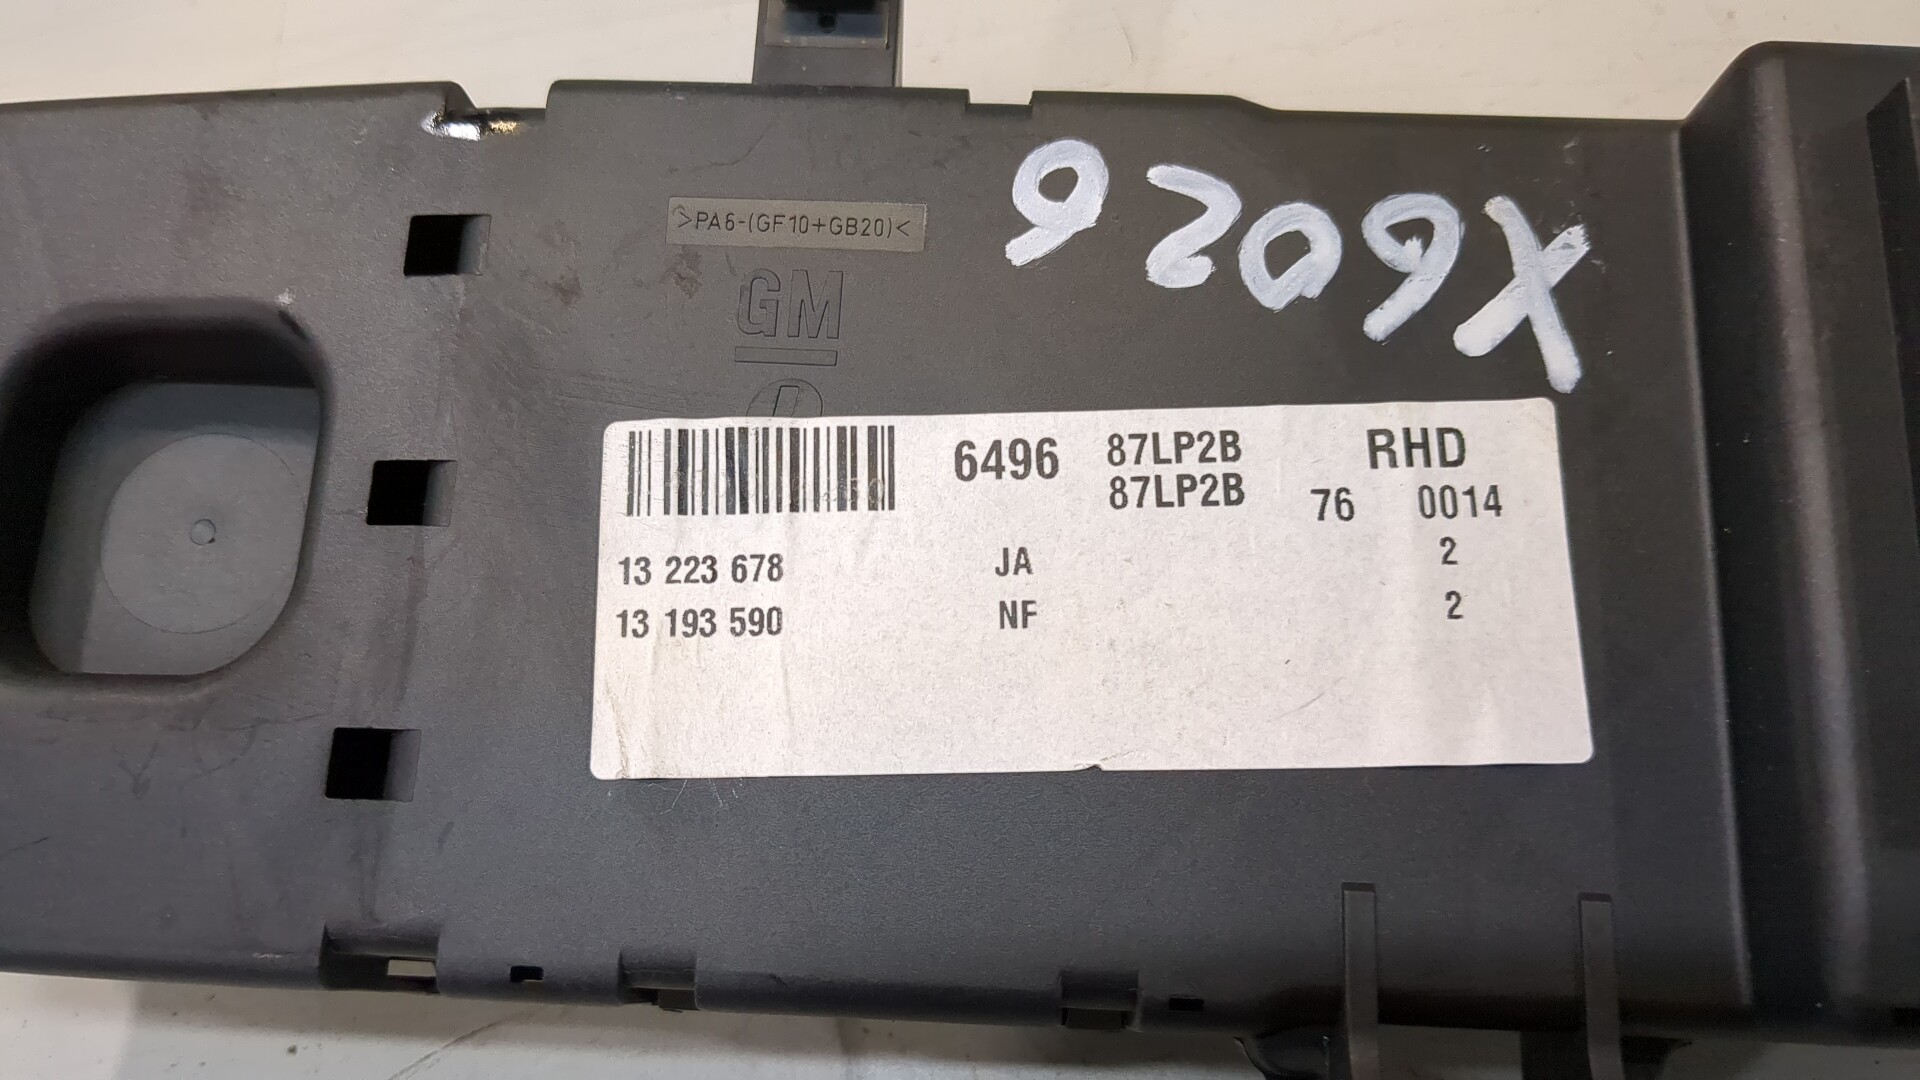 X6026
>PA6-(GF10+GB20)<
GM
6496 87LP2B RHD
87LP2B 76 0014
13 223 678 JA 2
13 193 590 NF 2